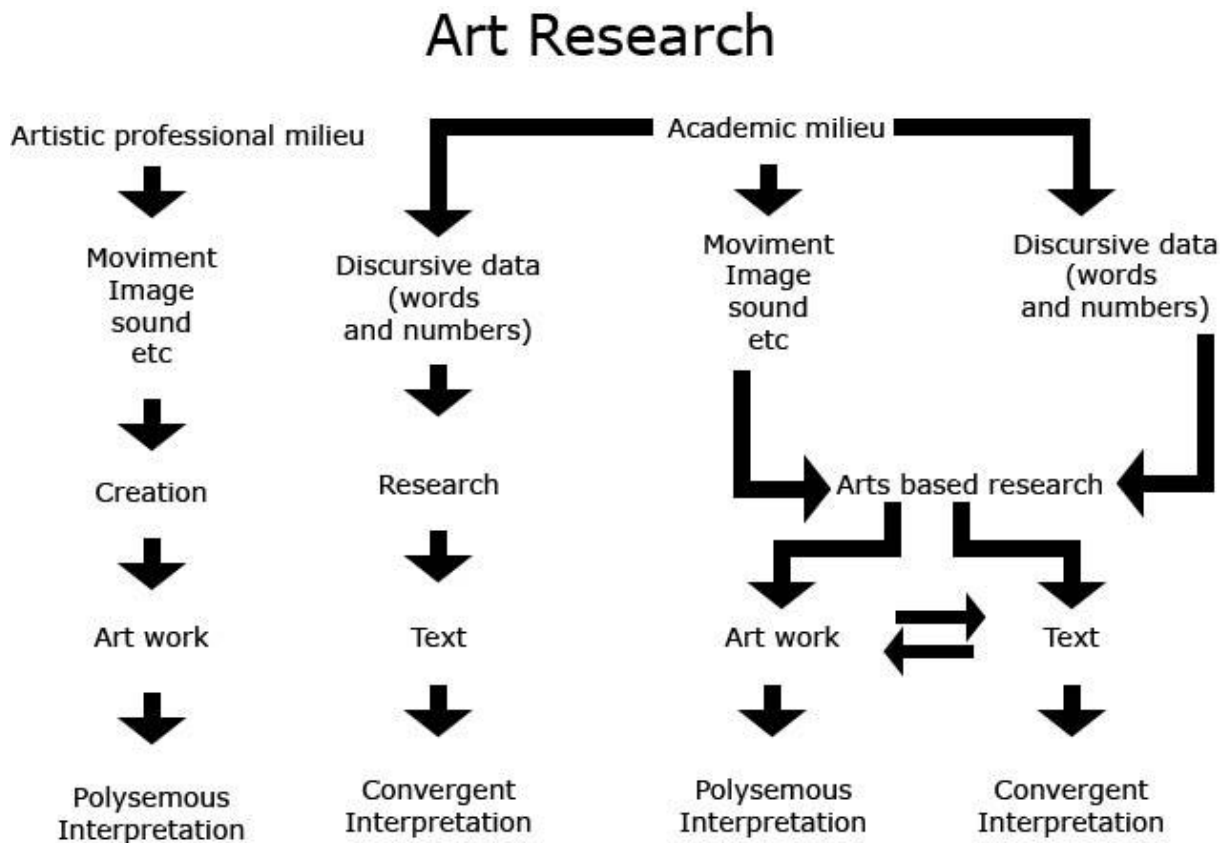 Art Research
Artistic professional milieu
Academic milieu
Moviment
Image
sound
etc
Discursive data
(words
and numbers)
Moviment
Image
sound
etc
Discursive data
(words
and numbers)
Creation
Research
Arts based research
Art work
Text
Art work
Text
Polysemous
Interpretation
Convergent
Interpretation
Polysemous
Interpretation
Convergent
Interpretation